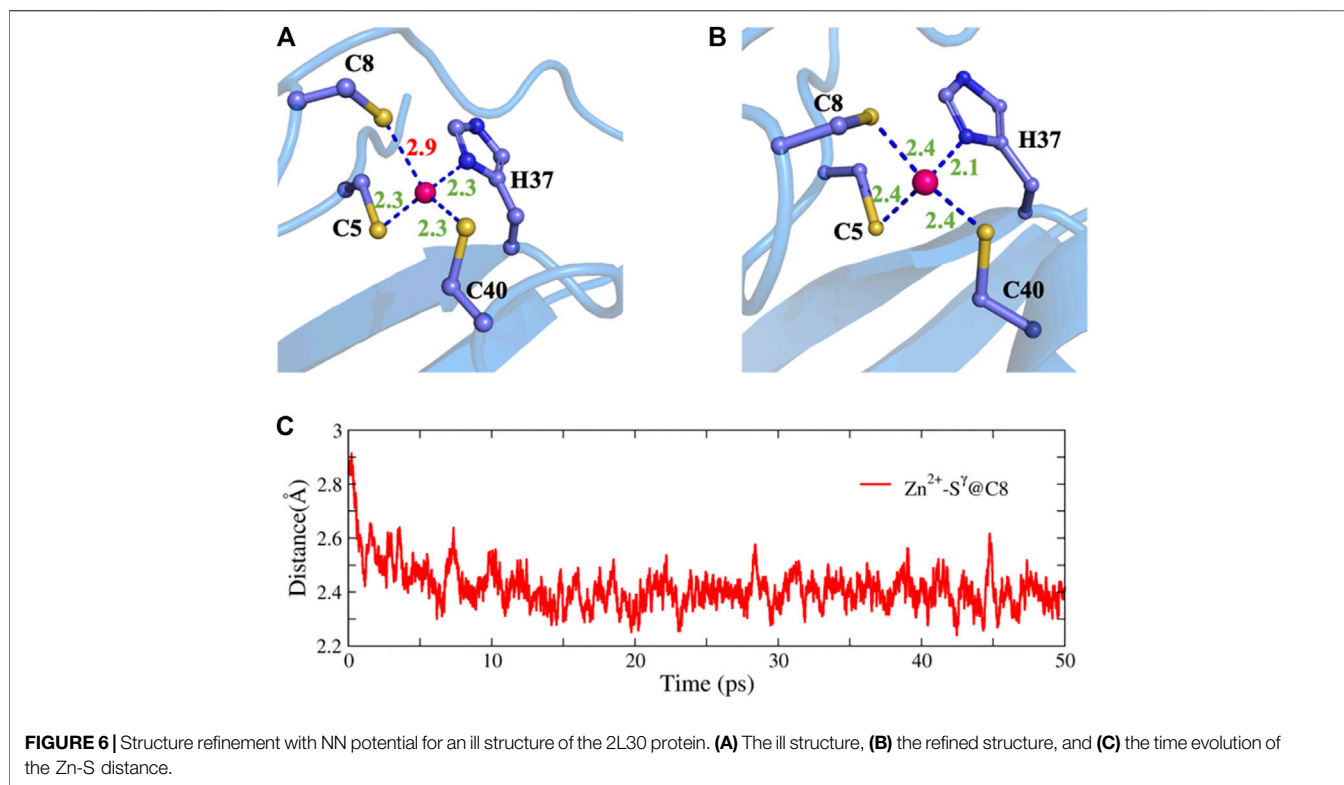 A
C8
2.9
2.3
H37
2.3
C5
2.3
C40
B
C8
2.4
2.1
H37
2.4
C5
2.4
C40
C
3
2.8
2.6
2.4
2.2
Distance(Å)
Zn²⁺-Sᵞ@C8
0 10 20 30 40 50
Time (ps)
FIGURE 6 | Structure refinement with NN potential for an ill structure of the 2L30 protein. (A) The ill structure, (B) the refined structure, and (C) the time evolution of
the Zn-S distance.